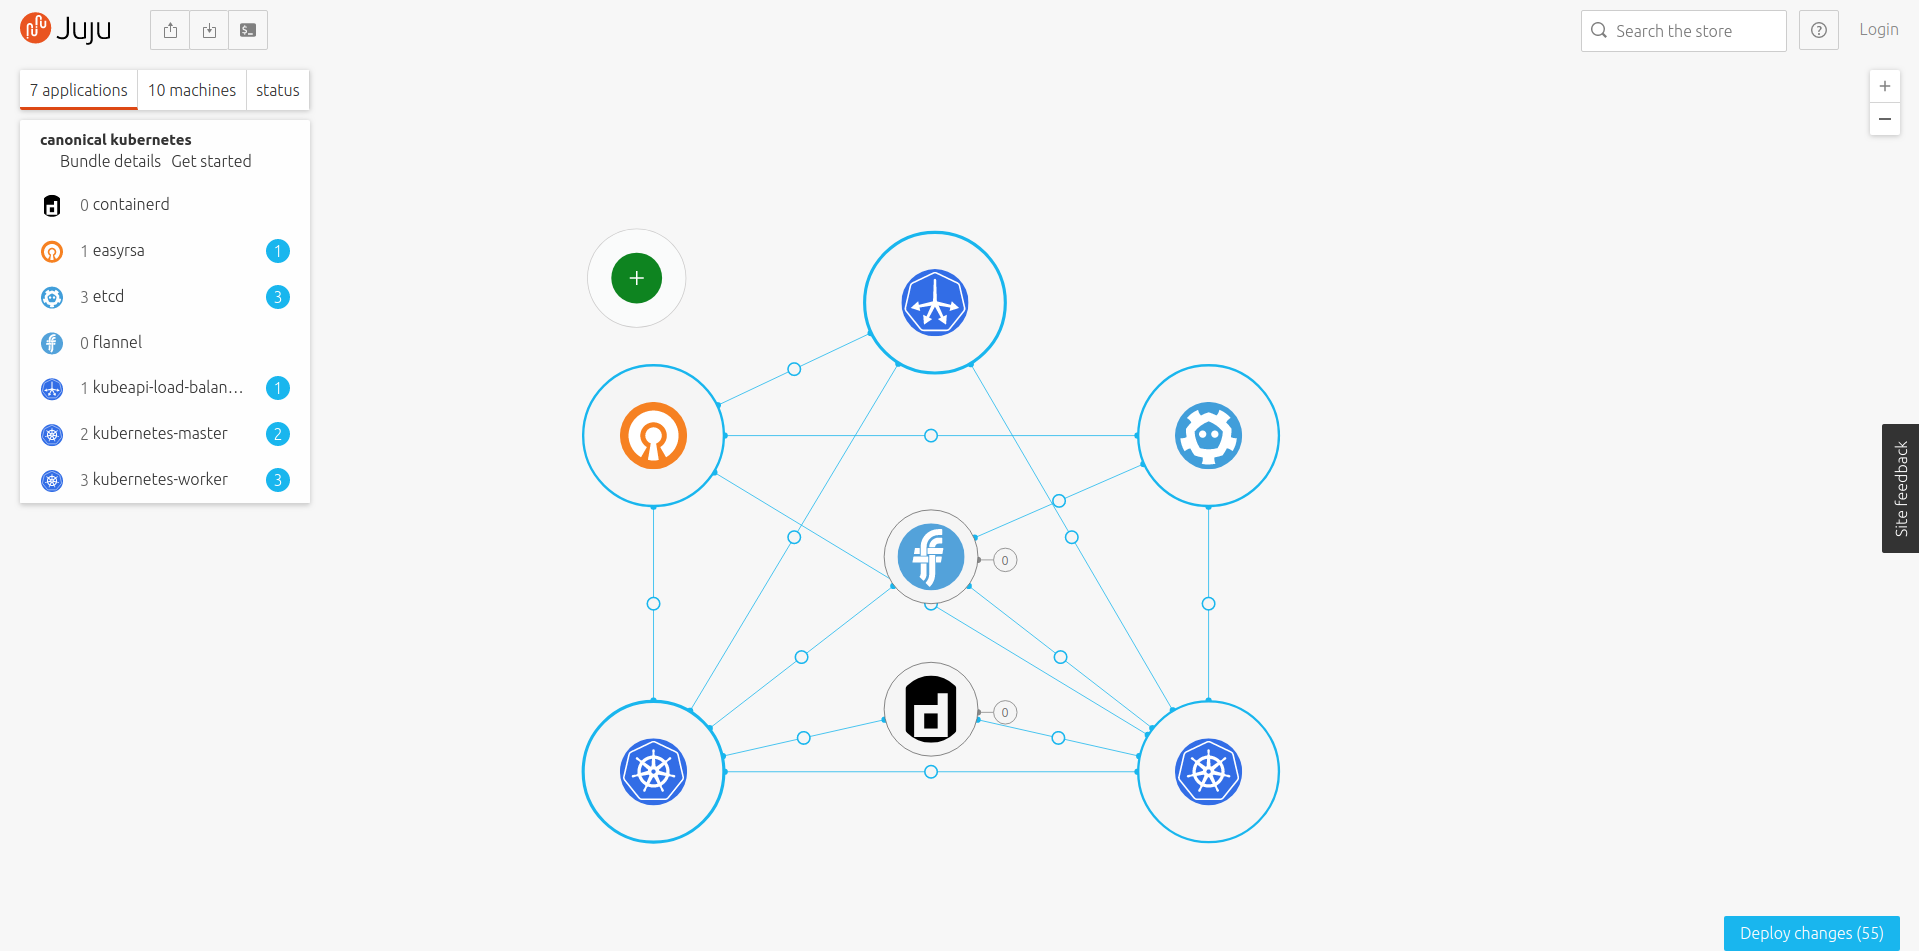 Juju
$_
Search the store
?
Login
7 applications
10 machines
status
+
−
canonical kubernetes
Bundle details
Get started
0 containerd
1 easyrsa
1
3 etcd
3
0 flannel
1 kubeapi-load-balan…
1
2 kubernetes-master
2
3 kubernetes-worker
3
+
0
0
Site feedback
Deploy changes (55)